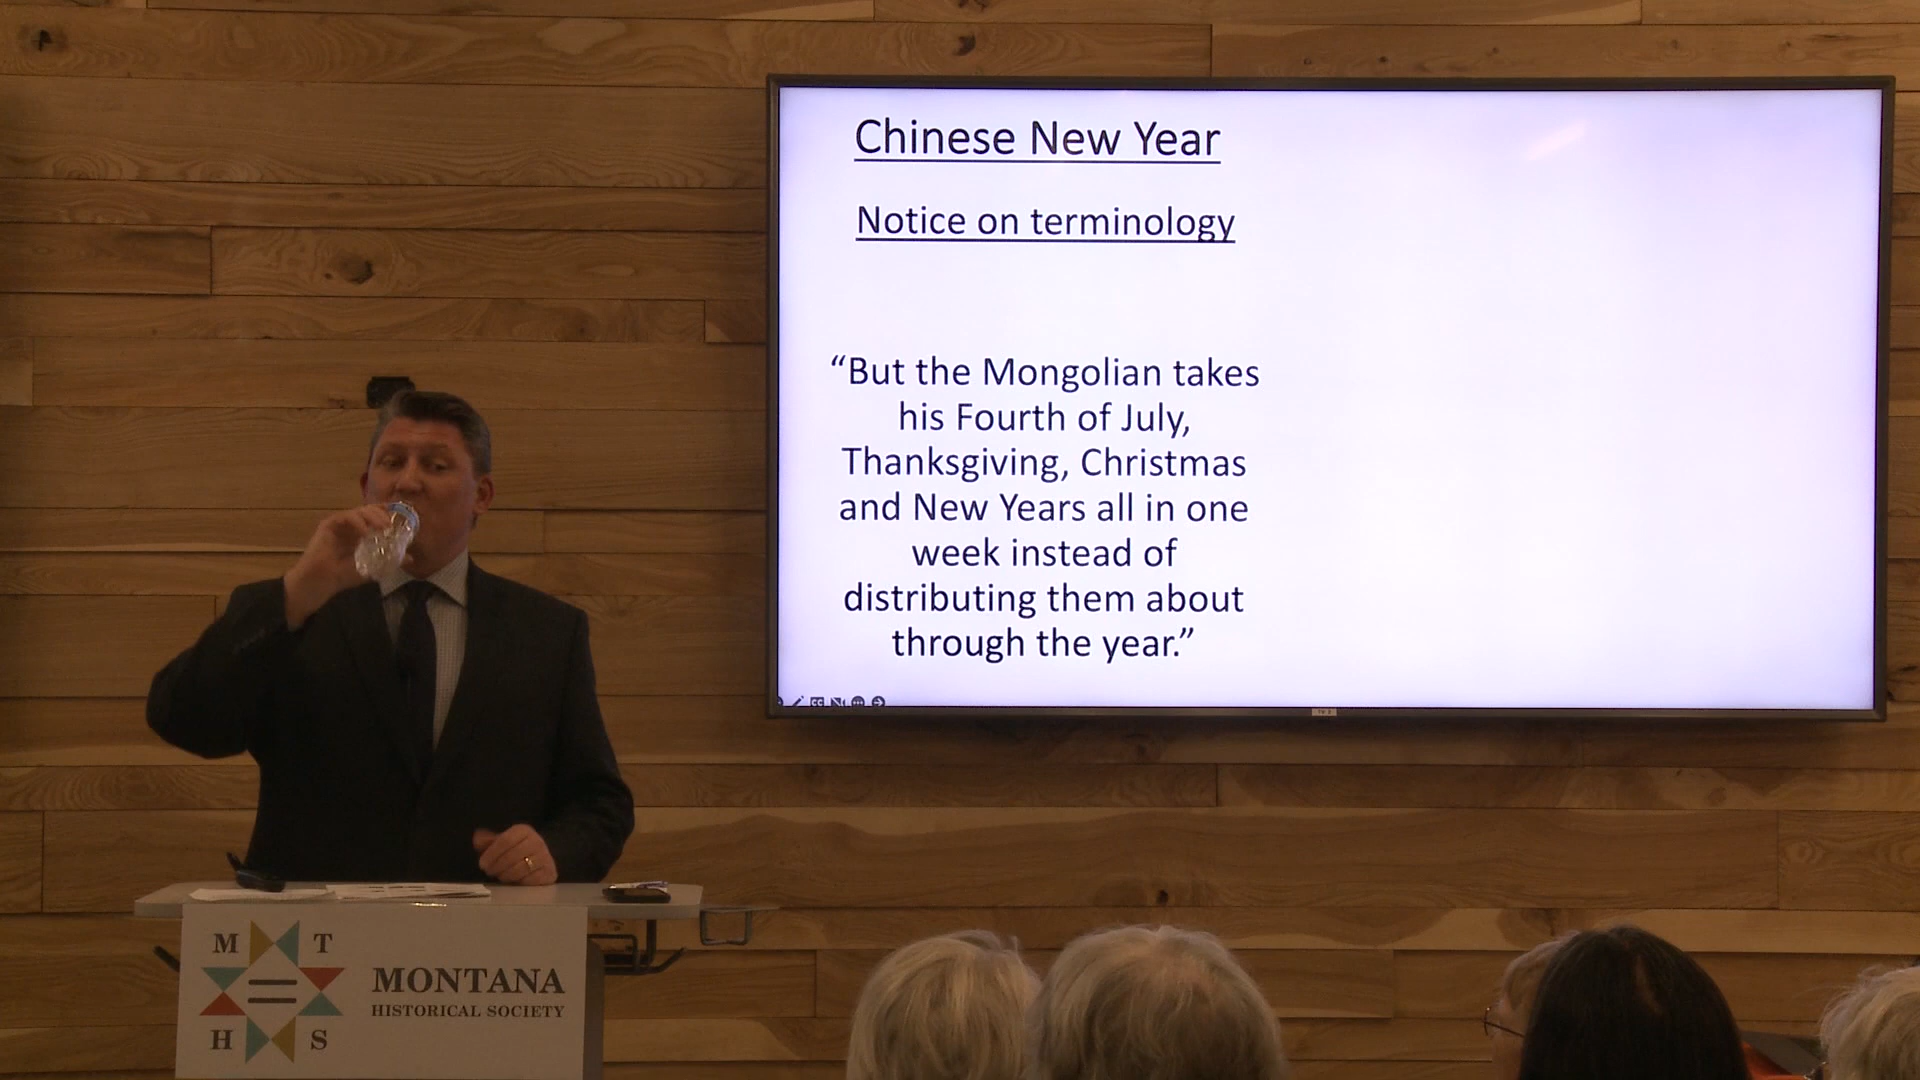 Chinese New Year
Notice on terminology
“But the Mongolian takes
his Fourth of July,
Thanksgiving, Christmas
and New Years all in one
week instead of
distributing them about
through the year.”
M T
H S
MONTANA
HISTORICAL SOCIETY